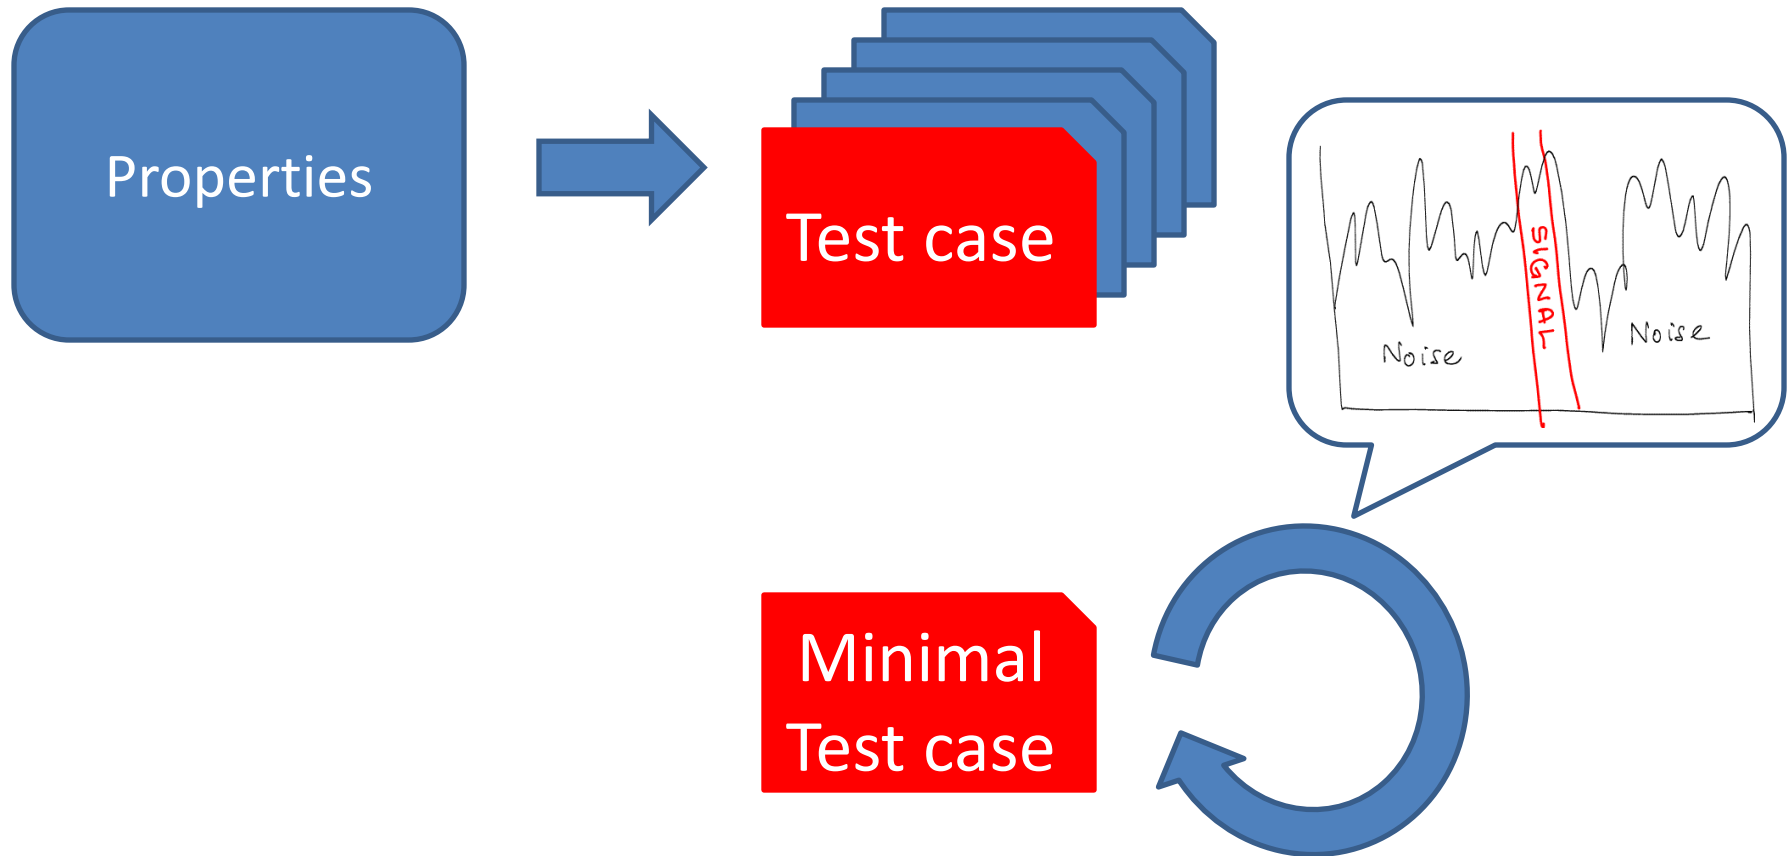 Properties
Test case
SIGNAL
Noise
Noise
Minimal
Test case